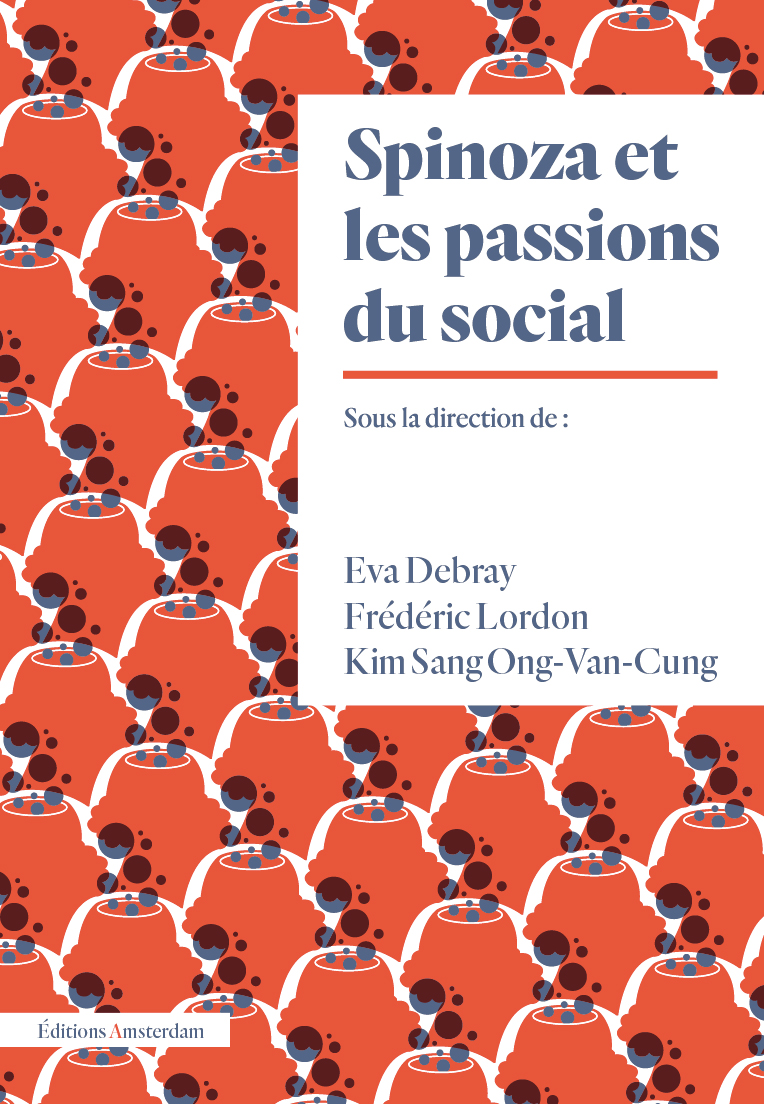 Spinoza et
les passions
du social
Sous la direction de :
Eva Debray
Frédéric Lordon
Kim Sang Ong-Van-Cung
Éditions Amsterdam